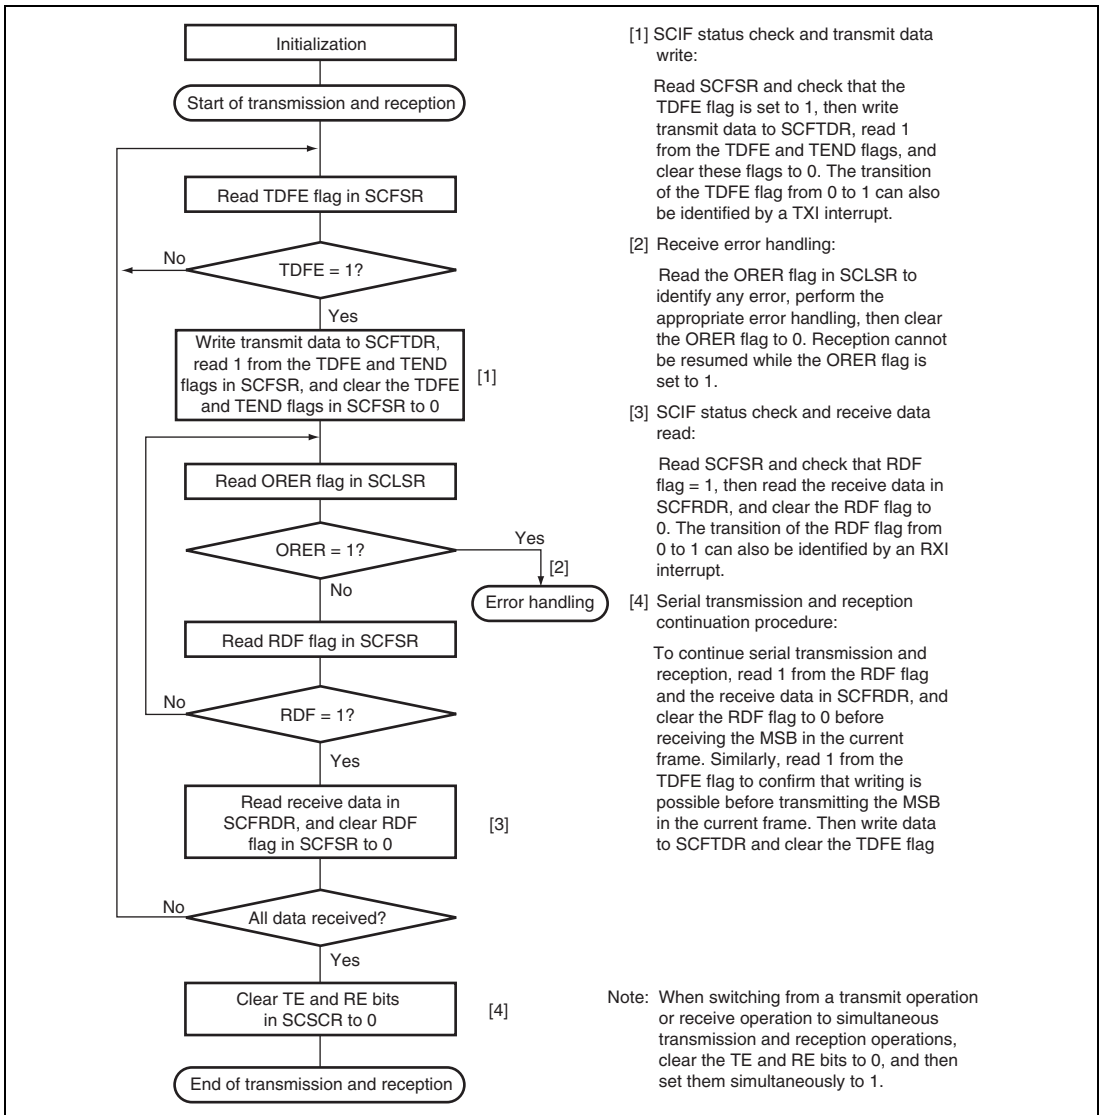 Initialization
Start of transmission and reception
Read TDFE flag in SCFSR
No
TDFE = 1?
Yes
Write transmit data to SCFTDR,
read 1 from the TDFE and TEND
flags in SCFSR, and clear the TDFE
and TEND flags in SCFSR to 0
[1]
Read ORER flag in SCLSR
ORER = 1?
Yes
[2]
No
Error handling
Read RDF flag in SCFSR
No
RDF = 1?
Yes
Read receive data in
SCFRDR, and clear RDF
flag in SCFSR to 0
[3]
No
All data received?
Yes
Clear TE and RE bits
in SCSCR to 0
[4]
End of transmission and reception
[1] SCIF status check and transmit data
write:
Read SCFSR and check that the
TDFE flag is set to 1, then write
transmit data to SCFTDR, read 1
from the TDFE and TEND flags, and
clear these flags to 0. The transition
of the TDFE flag from 0 to 1 can also
be identified by a TXI interrupt.
[2] Receive error handling:
Read the ORER flag in SCLSR to
identify any error, perform the
appropriate error handling, then clear
the ORER flag to 0. Reception cannot
be resumed while the ORER flag is
set to 1.
[3] SCIF status check and receive data
read:
Read SCFSR and check that RDF
flag = 1, then read the receive data in
SCFRDR, and clear the RDF flag to
0. The transition of the RDF flag from
0 to 1 can also be identified by an RXI
interrupt.
[4] Serial transmission and reception
continuation procedure:
To continue serial transmission and
reception, read 1 from the RDF flag
and the receive data in SCFRDR, and
clear the RDF flag to 0 before
receiving the MSB in the current
frame. Similarly, read 1 from the
TDFE flag to confirm that writing is
possible before transmitting the MSB
in the current frame. Then write data
to SCFTDR and clear the TDFE flag
Note: When switching from a transmit operation
or receive operation to simultaneous
transmission and reception operations,
clear the TE and RE bits to 0, and then
set them simultaneously to 1.